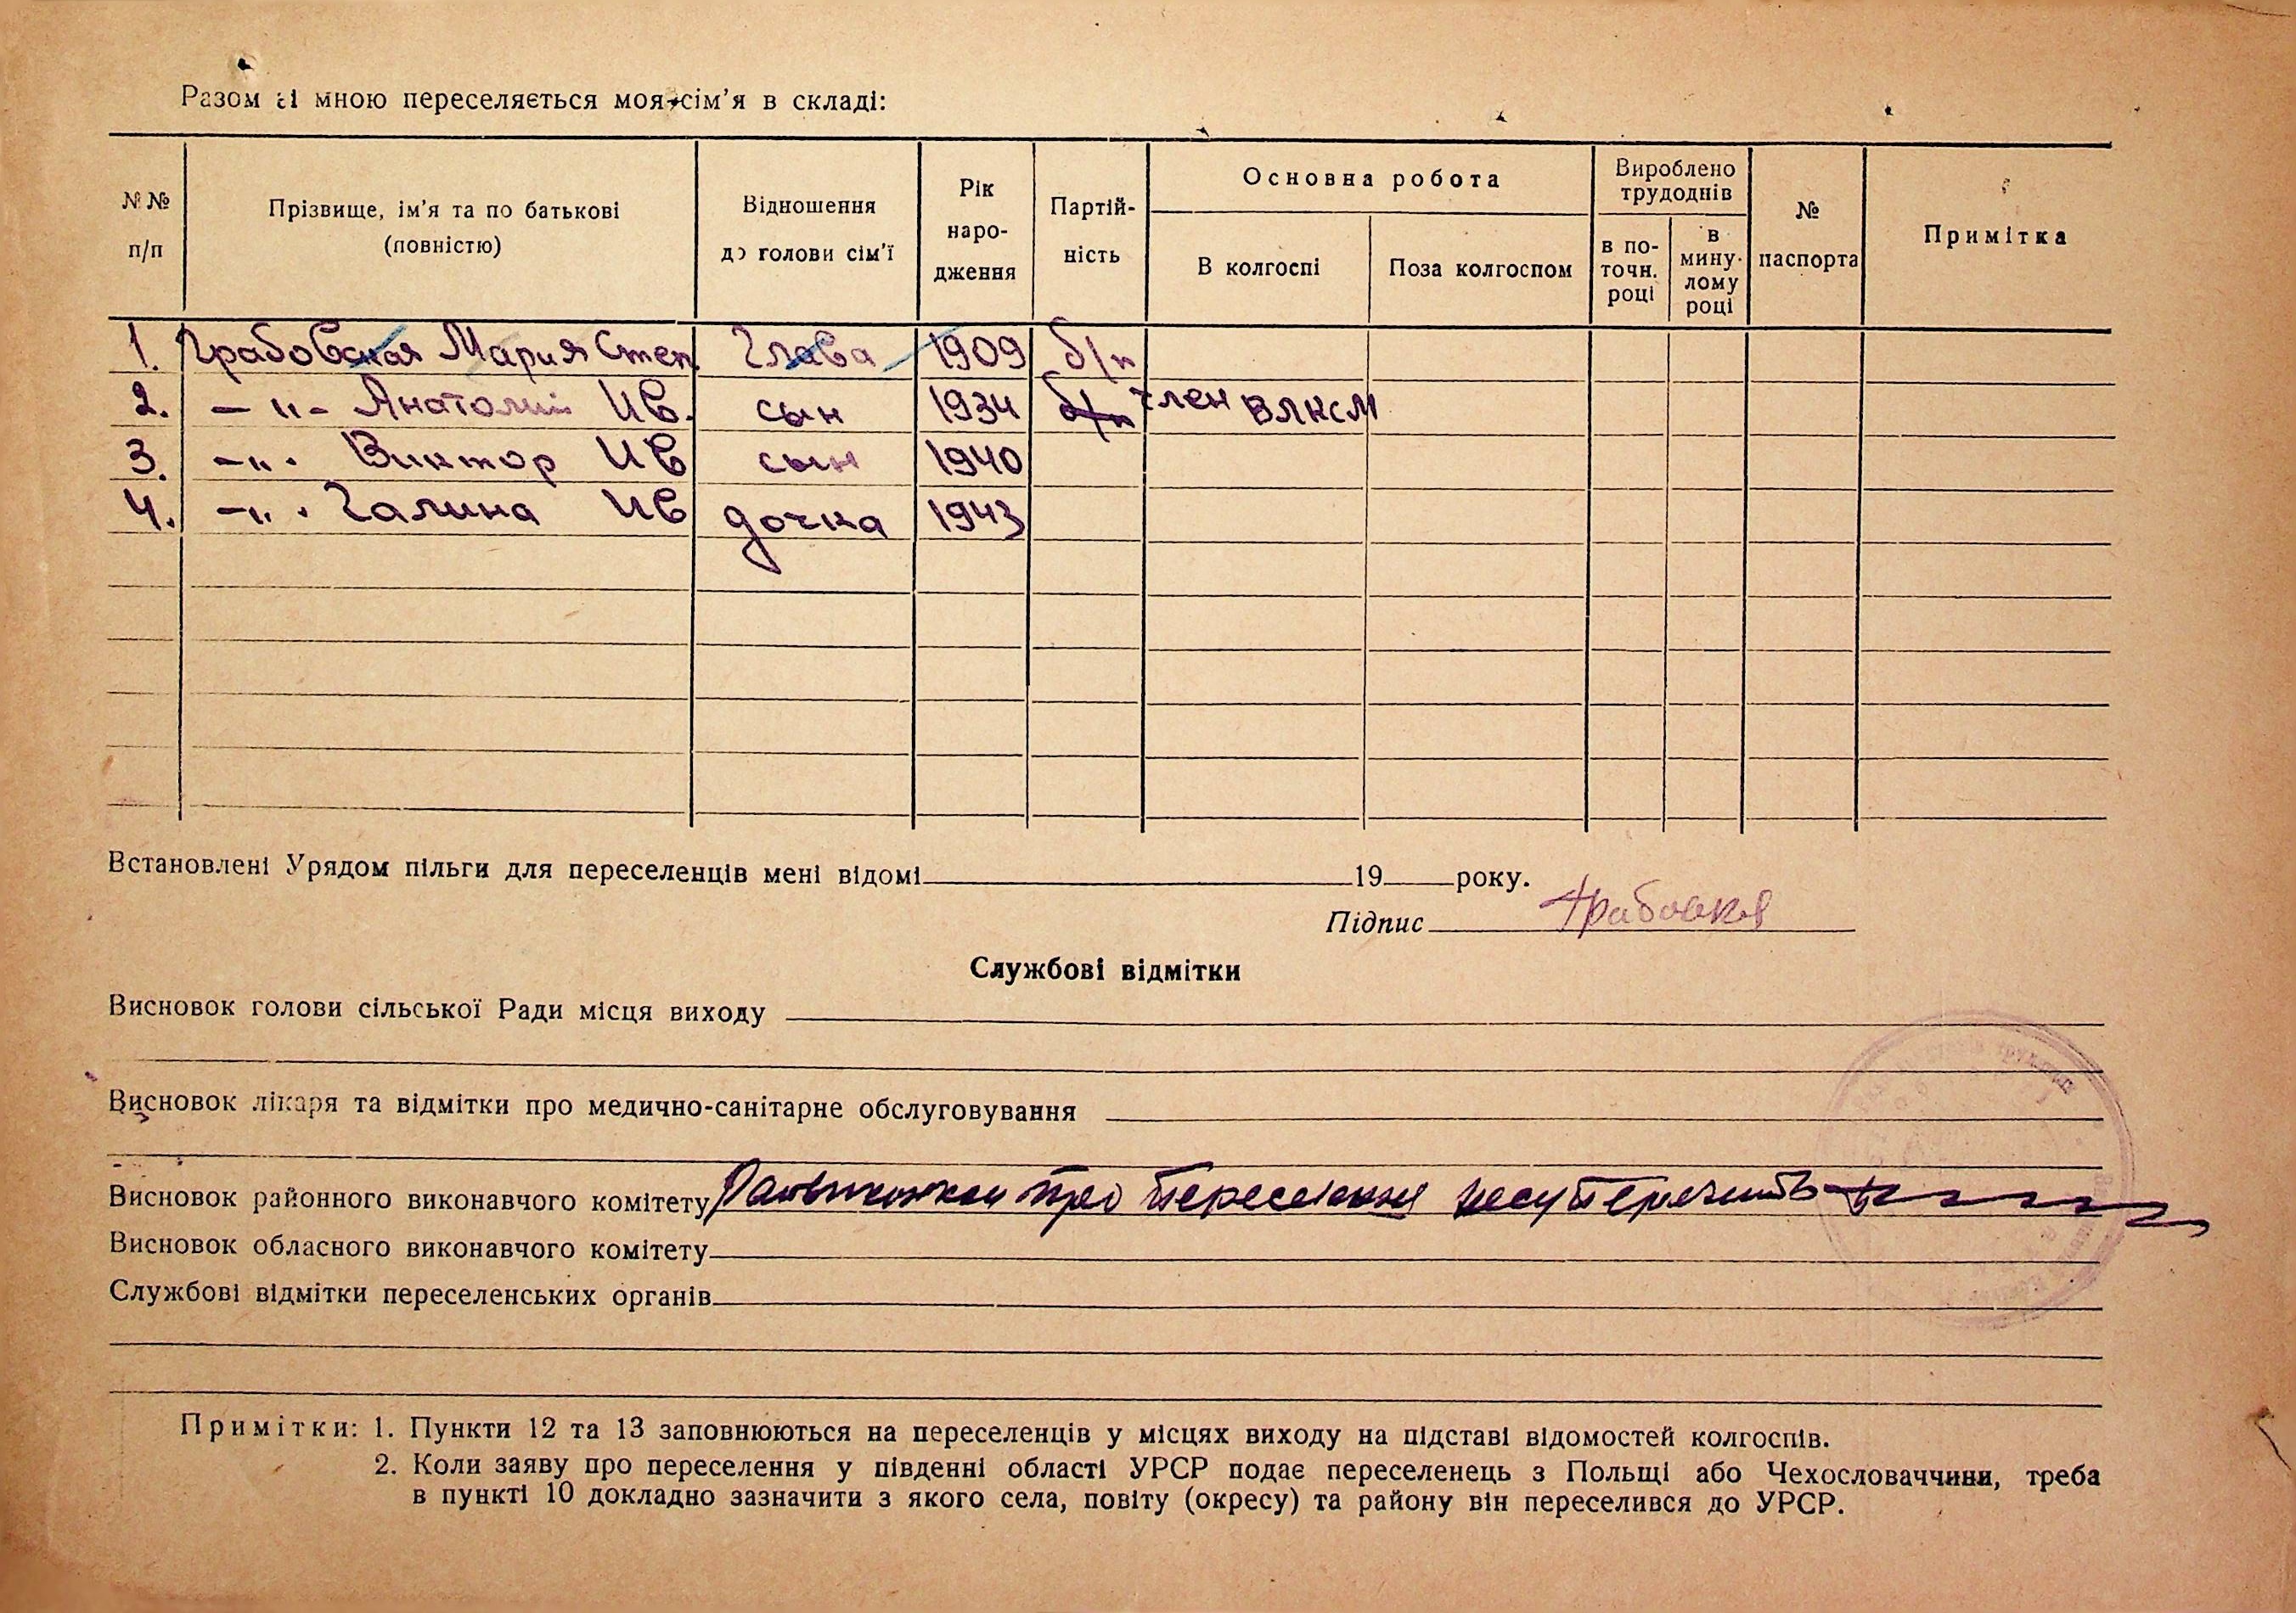 Разом зі мною переселяється моя сім'я в складі:
№№ п/п
Прізвище, ім'я та по батькові (повністю)
Відношення до голови сім'ї
Рік народження
Партійність
Основна робота
В колгоспі
Поза колгоспом
Вироблено трудоднів
в поточн. році
в минулому році
№ паспорта
Примітка
1. Грабовская Мария Степ. Глава 1909 б/п
2. —„— Анатолий Ив. сын 1934 б/п член ВЛКСМ
3. —„— Виктор Ив сын 1940
4. —„— Галина Ив дочка 1943
Встановлені Урядом пільги для переселенців мені відомі 19 року.
Підпис Грабовская
Службові відмітки
Висновок голови сільської Ради місця виходу
Висновок лікаря та відмітки про медично-санітарне обслуговування
Висновок районного виконавчого комітету про переселення
Висновок обласного виконавчого комітету
Службові відмітки переселенських органів
Примітки: 1. Пункти 12 та 13 заповнюються на переселенців у місцях виходу на підставі відомостей колгоспів.
2. Коли заяву про переселення у південні області УРСР подає переселенець з Польщі або Чехословаччини, треба
в пункті 10 докладно зазначити з якого села, повіту (окресу) та району він переселився до УРСР.